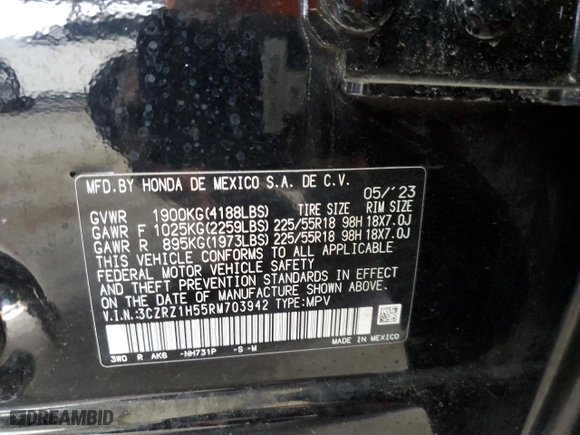 MFD.BY HONDA DE MEXICO S.A. DE C.V.
05/'23
GVWR 1900KG(4188LBS) TIRE SIZE RIM SIZE
GAWR F 1025KG(2259LBS) 225/55R18 98H 18X7.0J
GAWR R 895KG(1973LBS) 225/55R18 98H 18X7.0J
THIS VEHICLE CONFORMS TO ALL APPLICABLE
FEDERAL MOTOR VEHICLE SAFETY
AND THEFT PREVENTION STANDARDS IN EFFECT
ON THE DATE OF MANUFACTURE SHOWN ABOVE.
V.I.N.:3CZRZ1H55RM703942 TYPE:MPV
3W0 R AK6 -NH731P -S -M
MADE IN MEXICO
DREAMBID